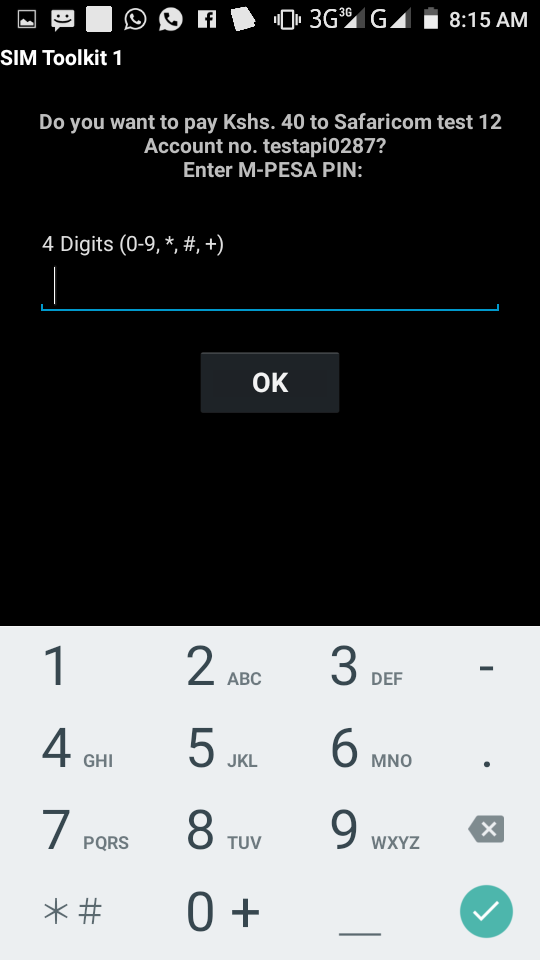 3G 3G G 8:15 AM
SIM Toolkit 1
Do you want to pay Kshs. 40 to Safaricom test 12
Account no. testapi0287?
Enter M-PESA PIN:
4 Digits (0-9, *, #, +)
OK
1 2 ABC 3 DEF -
4 GHI 5 JKL 6 MNO .
7 PQRS 8 TUV 9 WXYZ
*# 0 + _